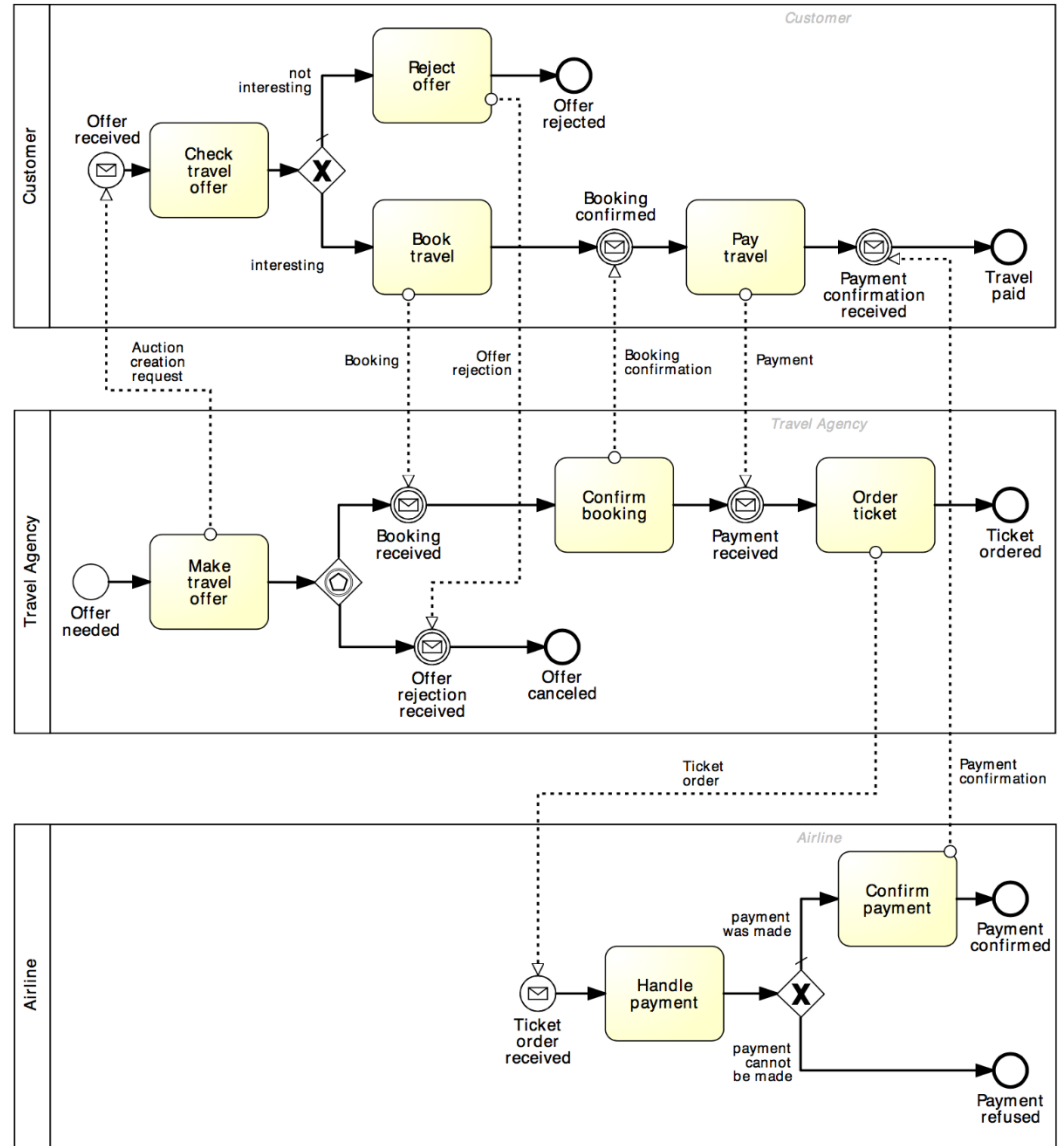 Customer
Customer
not
interesting
Reject
offer
Offer
rejected
Offer
received
Check
travel
offer
X
interesting
Book
travel
Booking
confirmed
Pay
travel
Payment
confirmation
received
Travel
paid
Auction
creation
request
Booking
Offer
rejection
Booking
confirmation
Payment
Travel Agency
Travel Agency
Offer
needed
Make
travel
offer
Booking
received
Confirm
booking
Payment
received
Order
ticket
Ticket
ordered
Offer
rejection
received
Offer
canceled
Ticket
order
Payment
confirmation
Airline
Airline
Confirm
payment
Payment
confirmed
payment
was made
Ticket
order
received
Handle
payment
X
payment
cannot
be made
Payment
refused